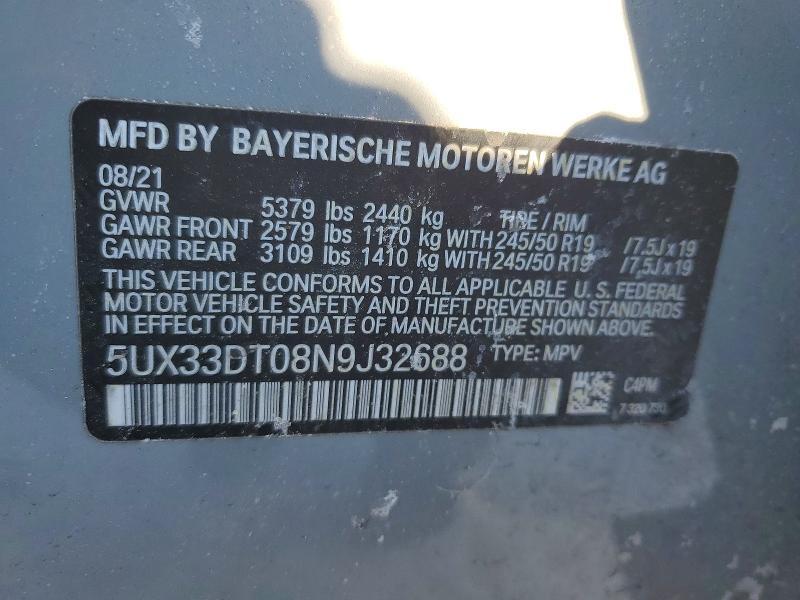 MFD BY BAYERISCHE MOTOREN WERKE AG
08/21
GVWR 5379 lbs 2440 kg TIRE / RIM
GAWR FRONT 2579 lbs 1170 kg WITH 245/50 R19 /7,5J x 19
GAWR REAR 3109 lbs 1410 kg WITH 245/50 R19 /7,5J x 19
THIS VEHICLE CONFORMS TO ALL APPLICABLE U. S. FEDERAL
MOTOR VEHICLE SAFETY AND THEFT PREVENTION STANDARDS
IN EFFECT ON THE DATE OF MANUFACTURE SHOWN ABOVE.
5UX33DT08N9J32688 TYPE: MPV
C4PM